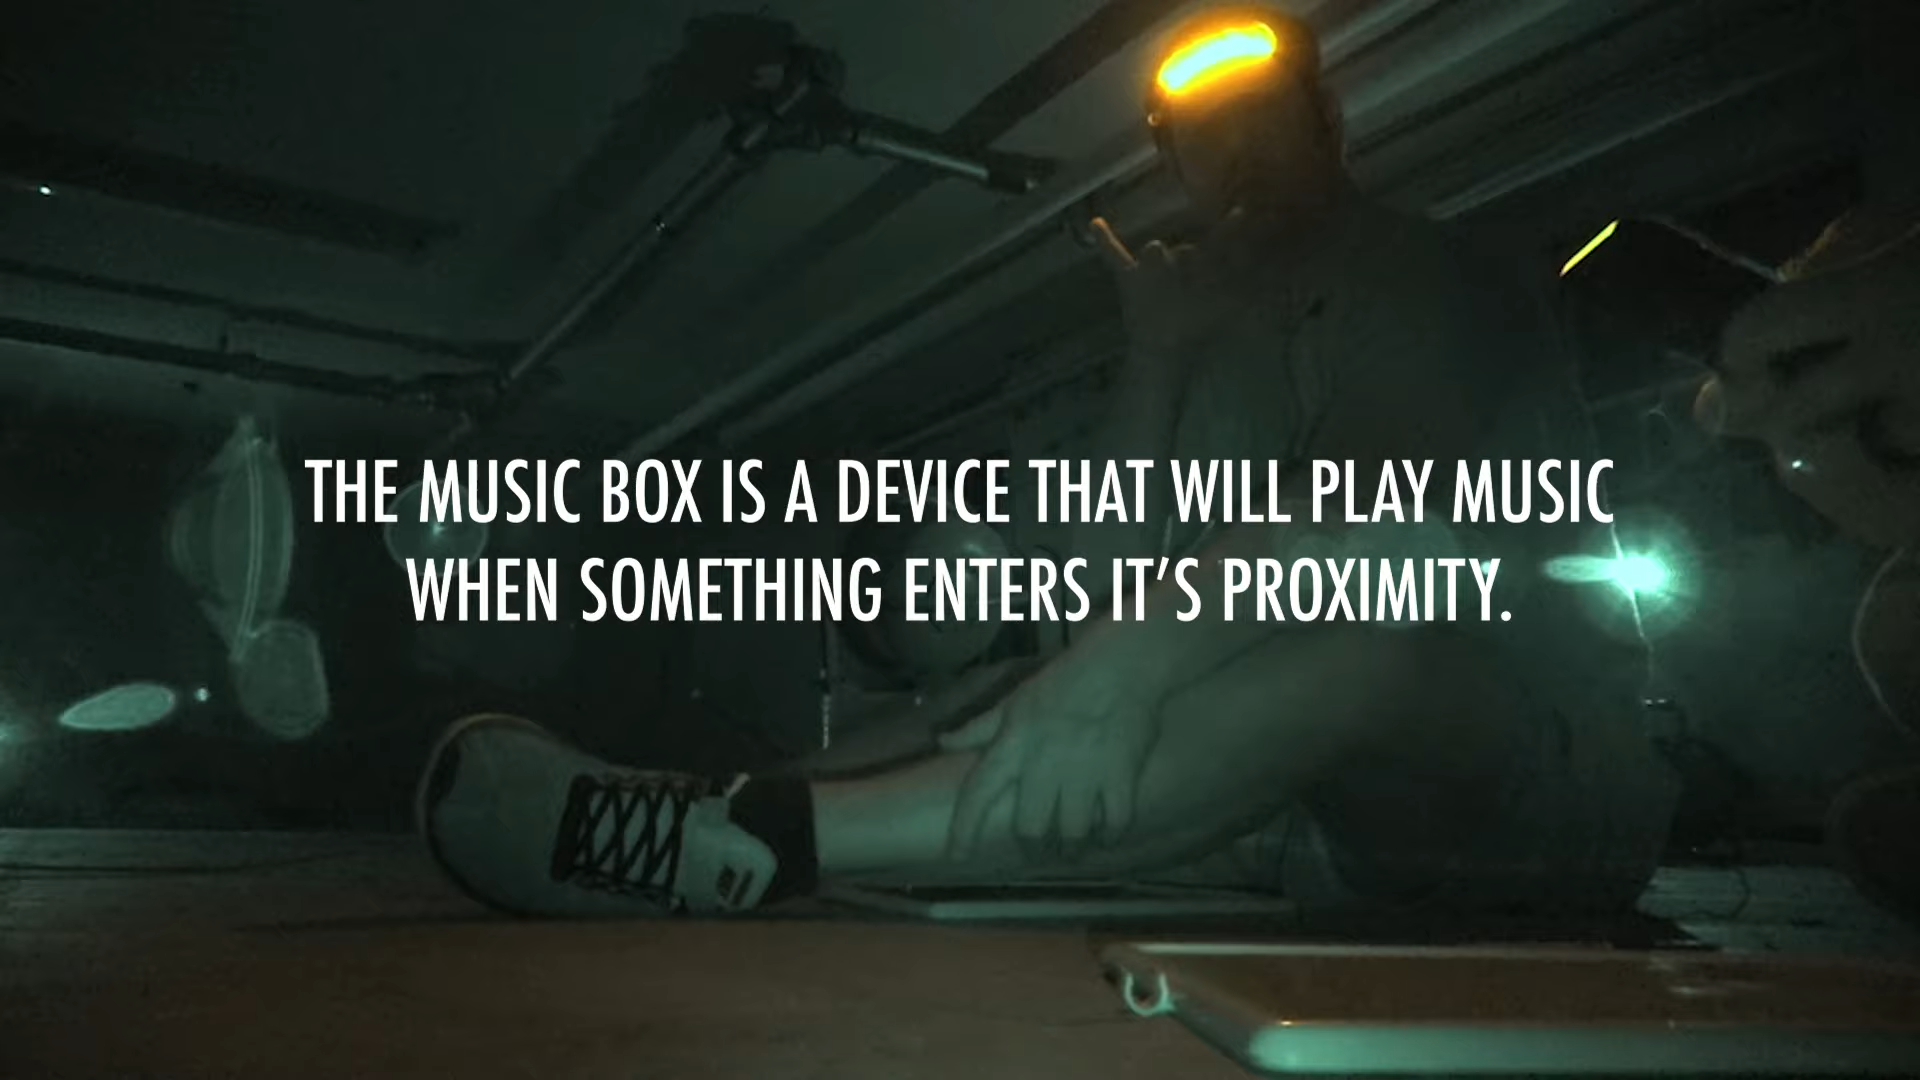 THE MUSIC BOX IS A DEVICE THAT WILL PLAY MUSIC
WHEN SOMETHING ENTERS IT’S PROXIMITY.